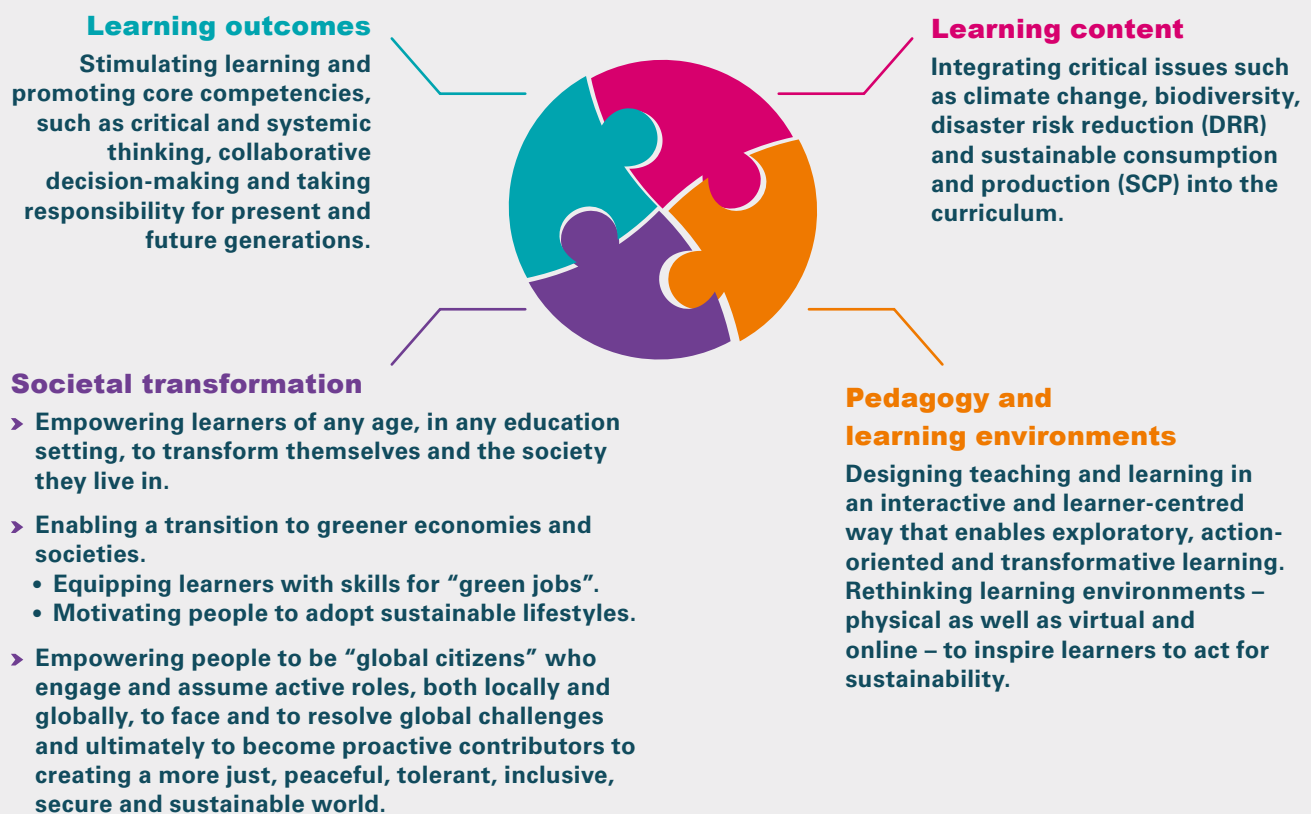 Learning outcomes
Stimulating learning and
promoting core competencies,
such as critical and systemic
thinking, collaborative
decision-making and taking
responsibility for present and
future generations.
Learning content
Integrating critical issues such
as climate change, biodiversity,
disaster risk reduction (DRR)
and sustainable consumption
and production (SCP) into the
curriculum.
Societal transformation
> Empowering learners of any age, in any education
setting, to transform themselves and the society
they live in.
> Enabling a transition to greener economies and
societies.
• Equipping learners with skills for “green jobs”.
• Motivating people to adopt sustainable lifestyles.
> Empowering people to be “global citizens” who
engage and assume active roles, both locally and
globally, to face and to resolve global challenges
and ultimately to become proactive contributors to
creating a more just, peaceful, tolerant, inclusive,
secure and sustainable world.
Pedagogy and
learning environments
Designing teaching and learning in
an interactive and learner-centred
way that enables exploratory, action-
oriented and transformative learning.
Rethinking learning environments –
physical as well as virtual and
online – to inspire learners to act for
sustainability.